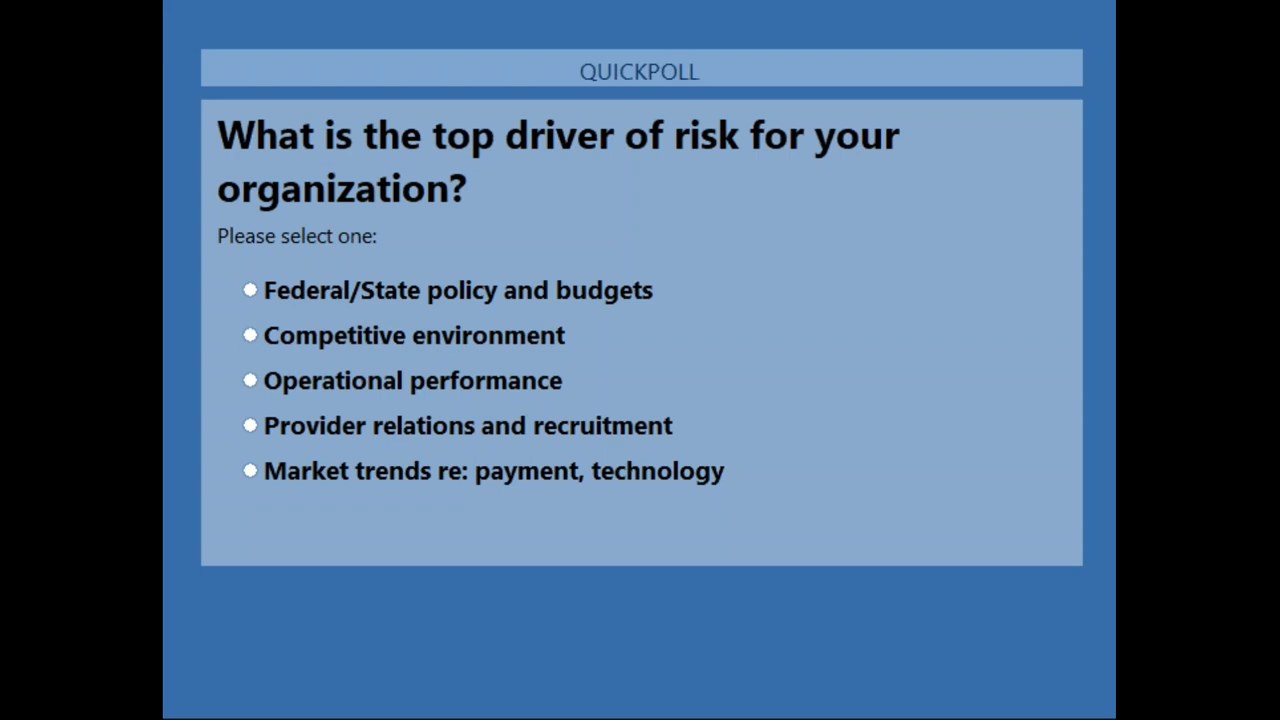 QUICKPOLL
What is the top driver of risk for your
organization?
Please select one:
Federal/State policy and budgets
Competitive environment
Operational performance
Provider relations and recruitment
Market trends re: payment, technology